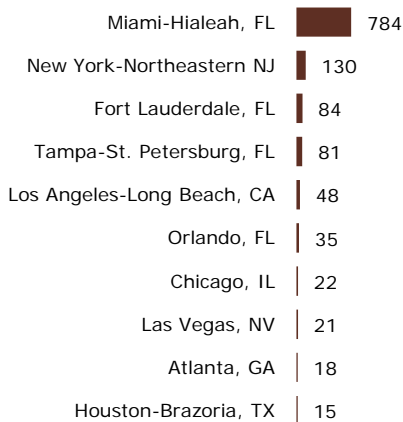 Miami-Hialeah, FL 784
New York-Northeastern NJ 130
Fort Lauderdale, FL 84
Tampa-St. Petersburg, FL 81
Los Angeles-Long Beach, CA 48
Orlando, FL 35
Chicago, IL 22
Las Vegas, NV 21
Atlanta, GA 18
Houston-Brazoria, TX 15